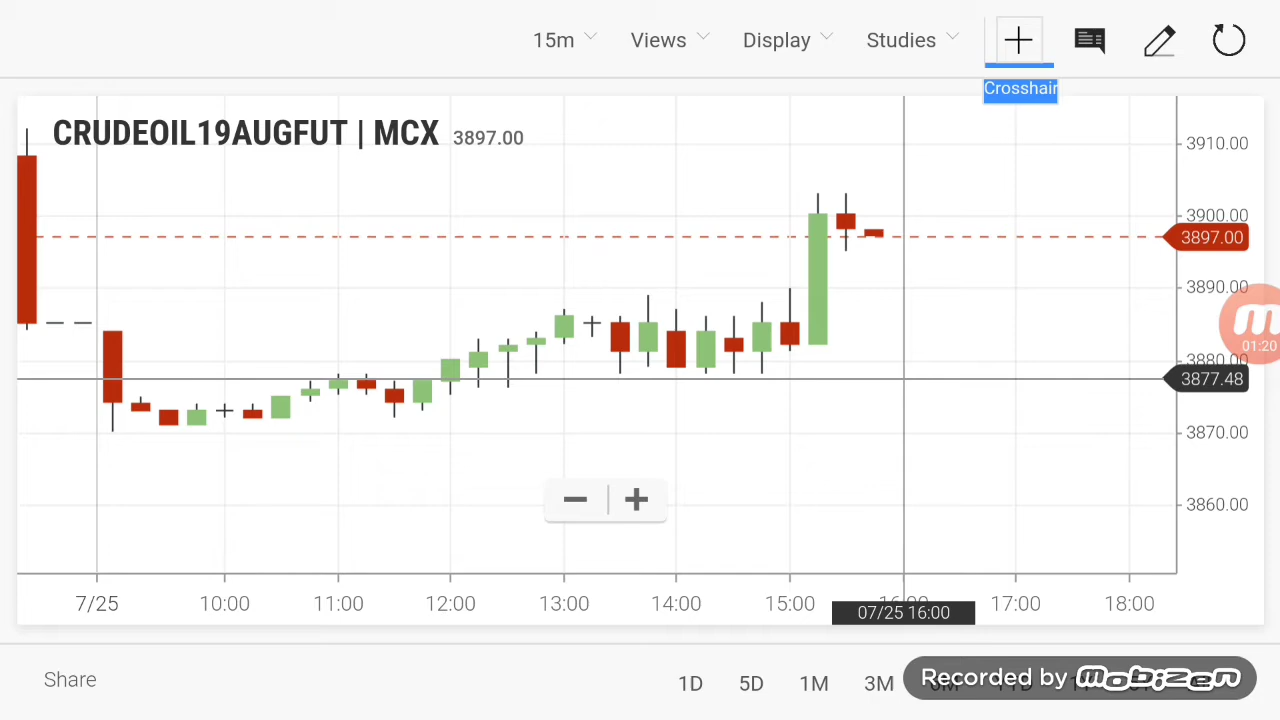 15m Views Display Studies
Crosshair
CRUDEOIL19AUGFUT | MCX 3897.00
3910.00
3900.00
3897.00
3890.00
01:20
3880.00
3877.48
3870.00
3860.00
7/25 10:00 11:00 12:00 13:00 14:00 15:00 16:00 17:00 18:00
07/25 16:00
Share 1D 5D 1M 3M
Recorded by mobizen